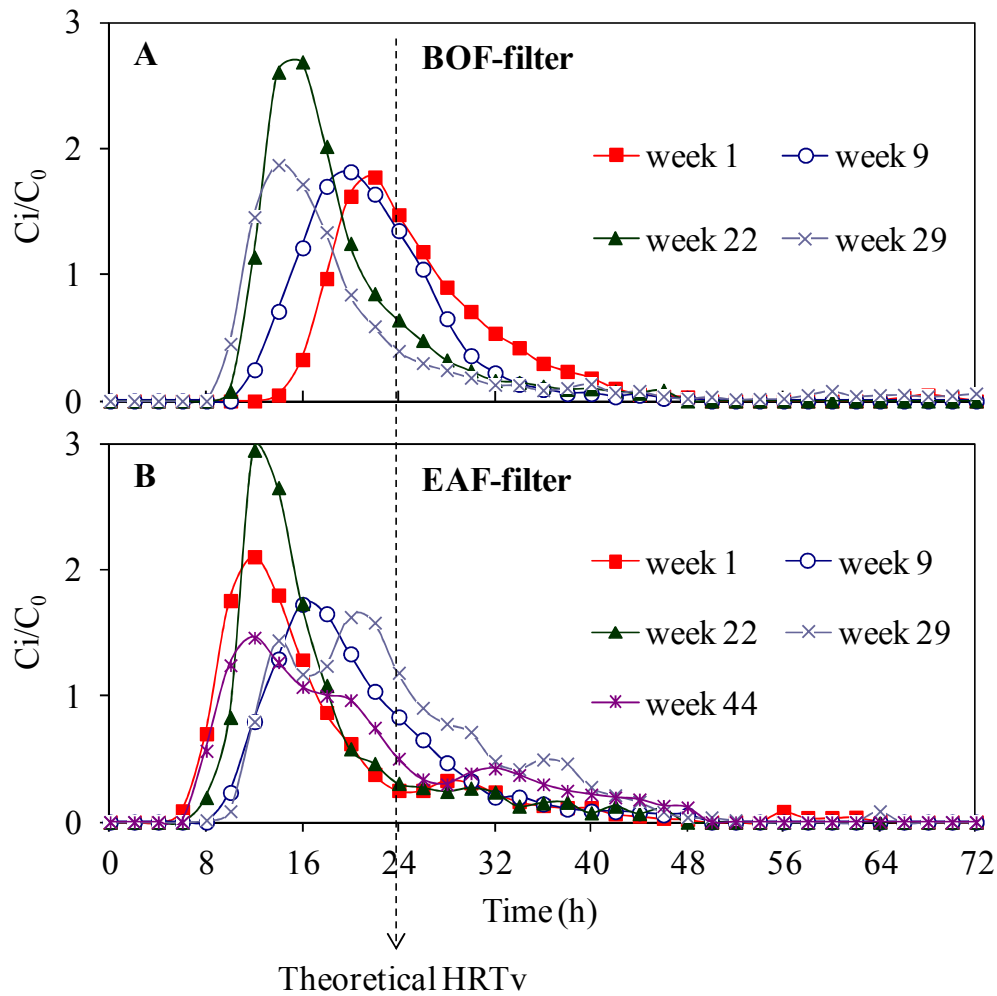 3
A
BOF-filter
2
week 1
week 9
week 22
week 29
1
0
Ci/C0
3
B
EAF-filter
2
week 1
week 9
week 22
week 29
week 44
1
0
Ci/C0
0 8 16 24 32 40 48 56 64 72
Time (h)
Theoretical HRTv